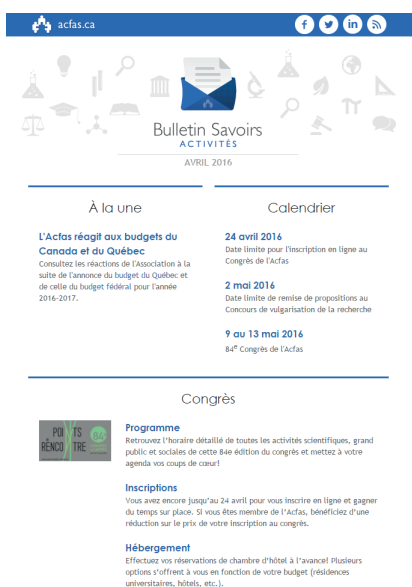 acfas.ca
Bulletin Savoirs
ACTIVITÉS
AVRIL 2016
À la une
L'Acfas réagit aux budgets du
Canada et du Québec
Consultez les réactions de l'Association à la
suite de l'annonce du budget du Québec et
de celle du budget fédéral pour l'année
2016-2017.
Calendrier
24 avril 2016
Date limite pour l'inscription en ligne au
Congrès de l'Acfas
2 mai 2016
Date limite de remise de propositions au
Concours de vulgarisation de la recherche
9 au 13 mai 2016
84e Congrès de l'Acfas
Congrès
POI TS
RENCO TRE
84e
Programme
Retrouvez l'horaire détaillé de toutes les activités scientifiques, grand
public et sociales de cette 84e édition du congrès et mettez à votre
agenda vos coups de cœur!
Inscriptions
Vous avez encore jusqu'au 24 avril pour vous inscrire en ligne et gagner
du temps sur place. Si vous êtes membre de l'Acfas, bénéficiez d'une
réduction sur le prix de votre inscription au congrès.
Hébergement
Effectuez vos réservations de chambre d'hôtel à l'avance! Plusieurs
options s'offrent à vous en fonction de votre budget (résidences
universitaires, hôtels, etc.).